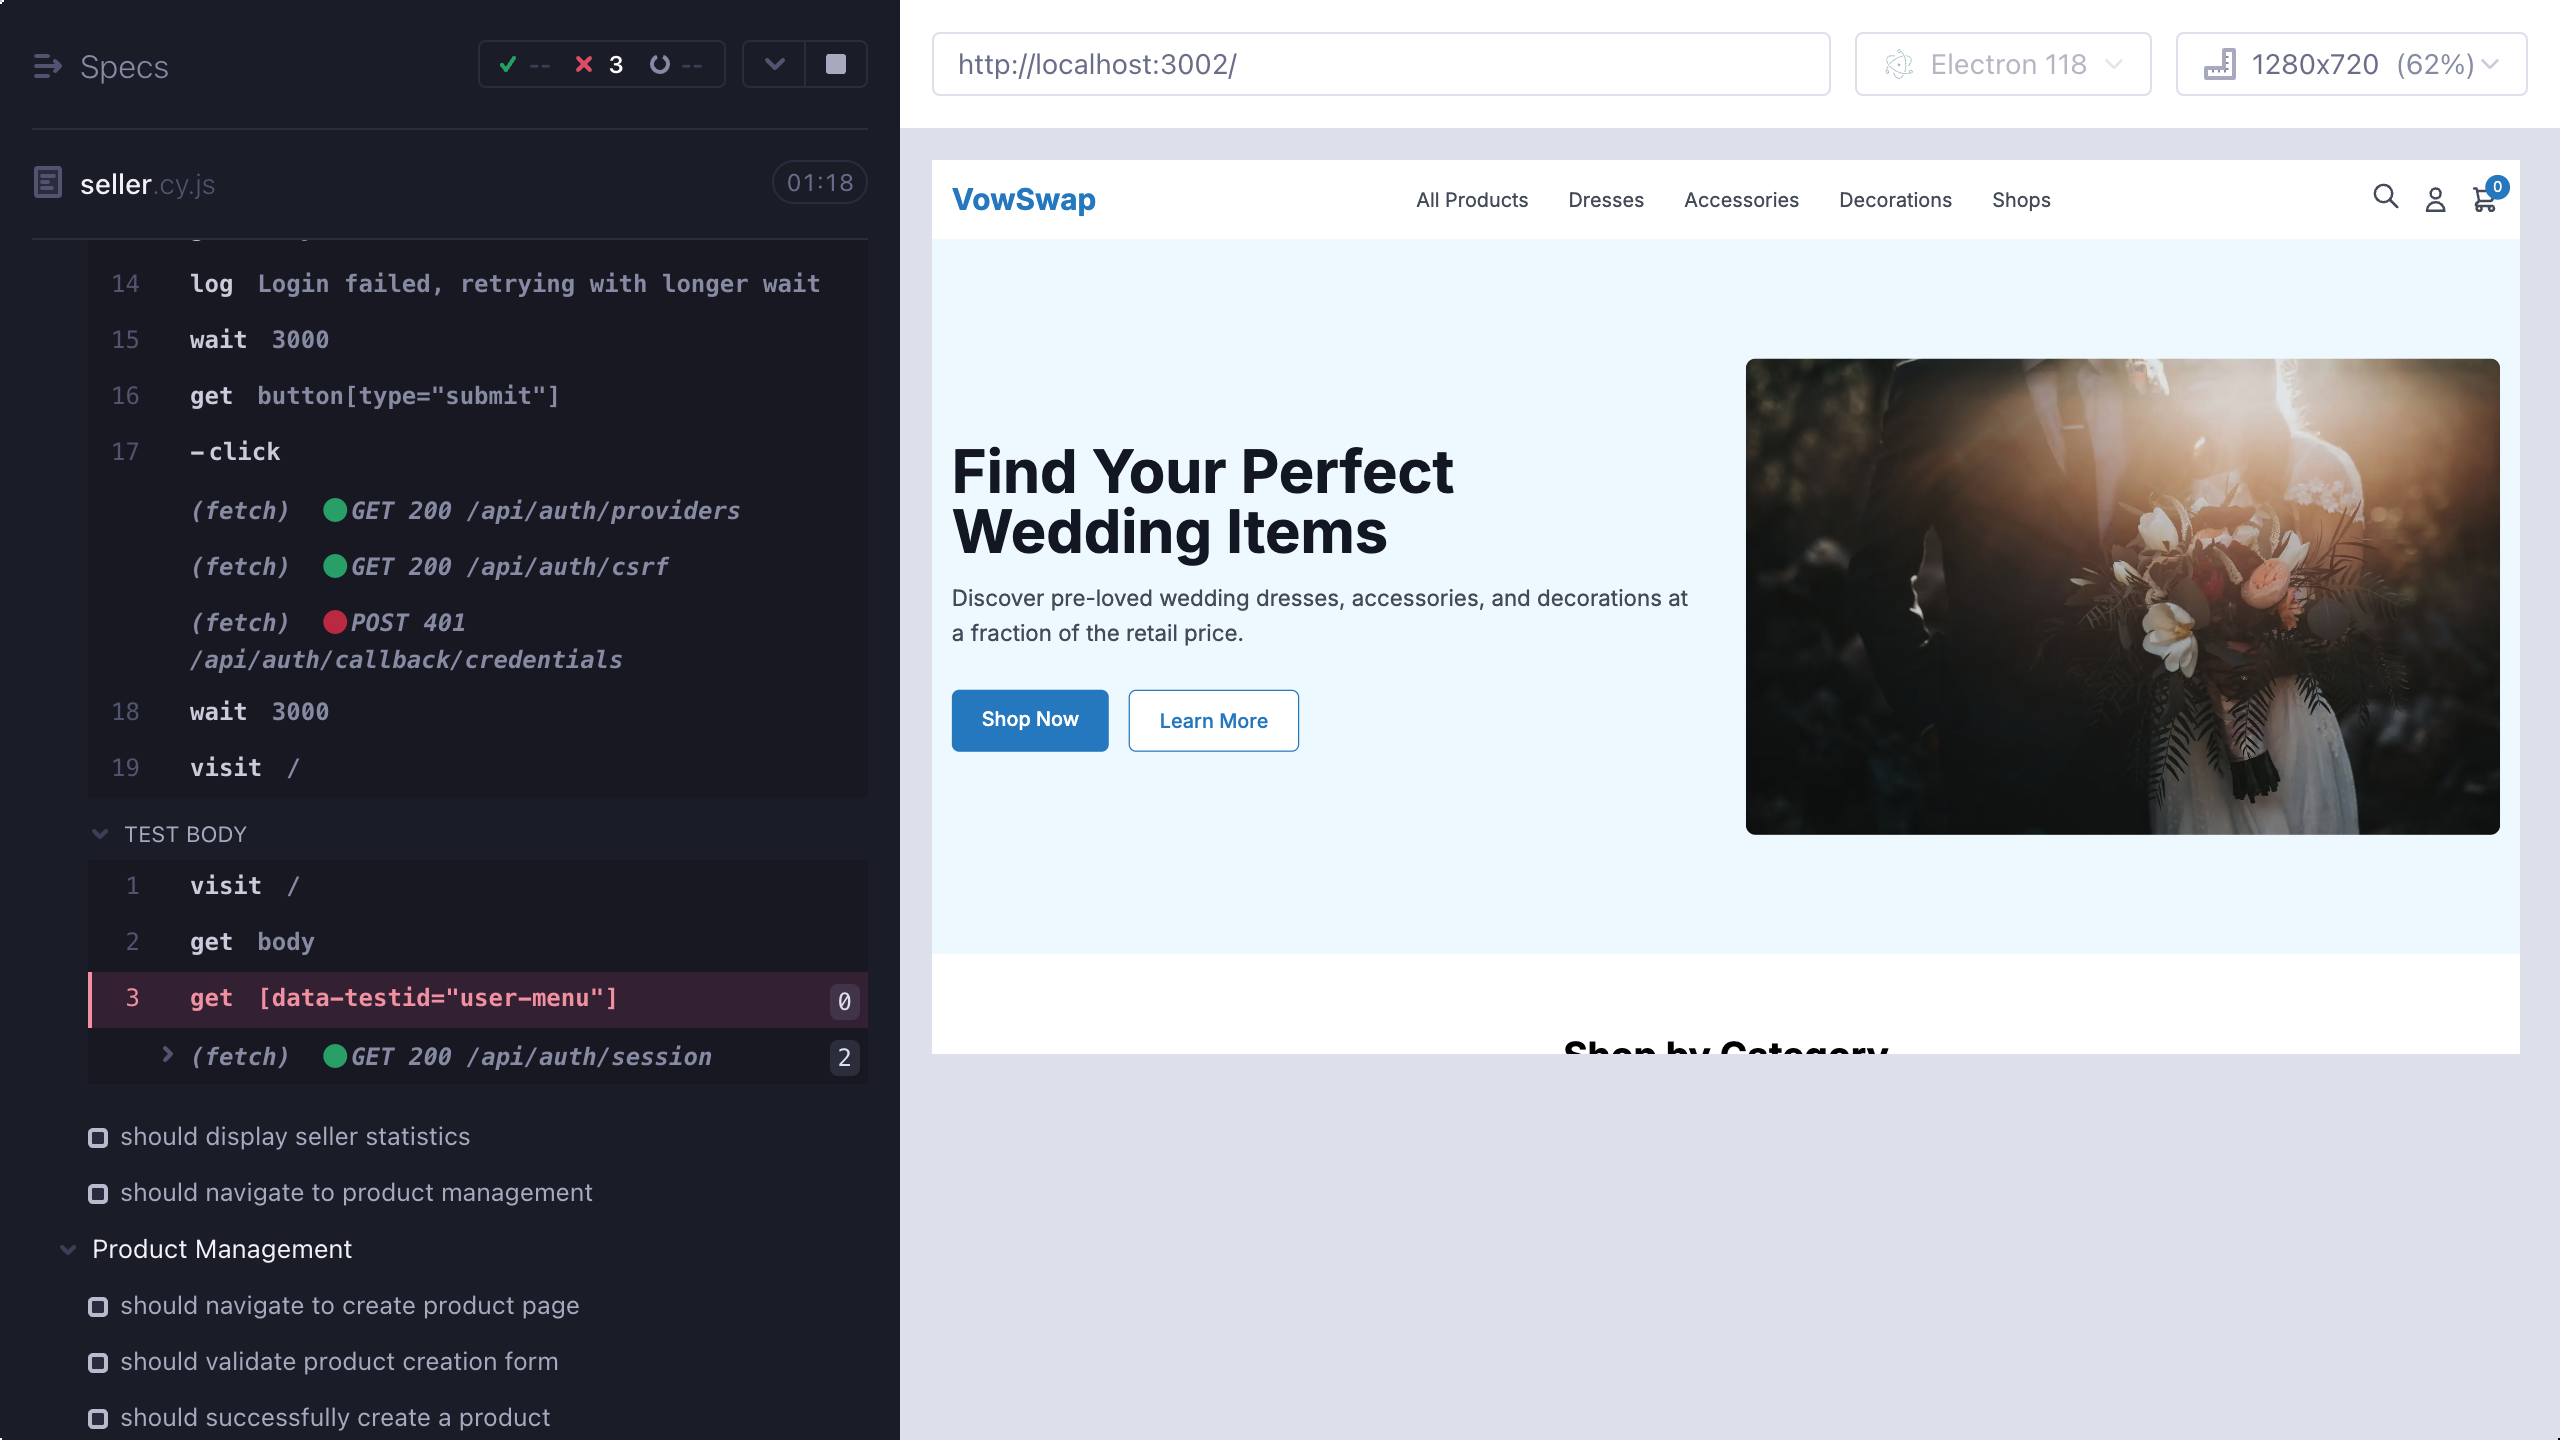 Specs
-- 3 --
seller.cy.js
01:18
14 log Login failed, retrying with longer wait
15 wait 3000
16 get button[type="submit"]
17 -click
(fetch) GET 200 /api/auth/providers
(fetch) GET 200 /api/auth/csrf
(fetch) POST 401
/api/auth/callback/credentials
18 wait 3000
19 visit /
TEST BODY
1 visit /
2 get body
3 get [data-testid="user-menu"] 0
(fetch) GET 200 /api/auth/session 2
should display seller statistics
should navigate to product management
Product Management
should navigate to create product page
should validate product creation form
should successfully create a product
http://localhost:3002/
Electron 118
1280x720 (62%)
VowSwap
All Products Dresses Accessories Decorations Shops
0
Find Your Perfect
Wedding Items
Discover pre-loved wedding dresses, accessories, and decorations at
a fraction of the retail price.
Shop Now Learn More
Shop by Category